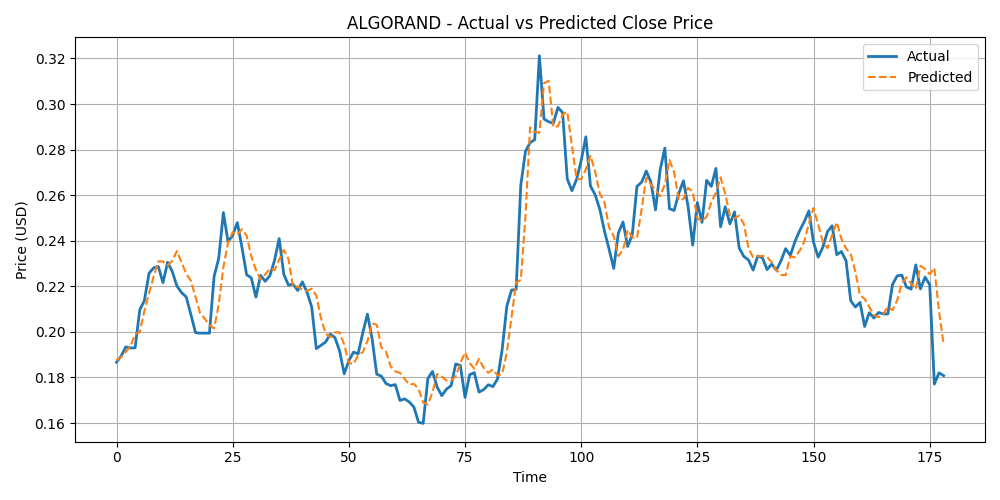 ALGORAND - Actual vs Predicted Close Price
Actual
Predicted
Price (USD)
0.32
0.30
0.28
0.26
0.24
0.22
0.20
0.18
0.16
0 25 50 75 100 125 150 175
Time